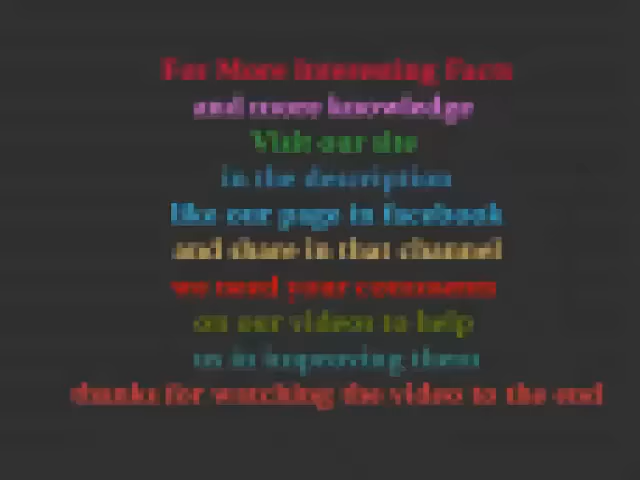 For More Interesting Facts
and knowledge
Visit our site
in the description
like our page in facebook
and share in that channel
we need your comments
on our videos to help
us in improving them
thanks for watching the video to the end